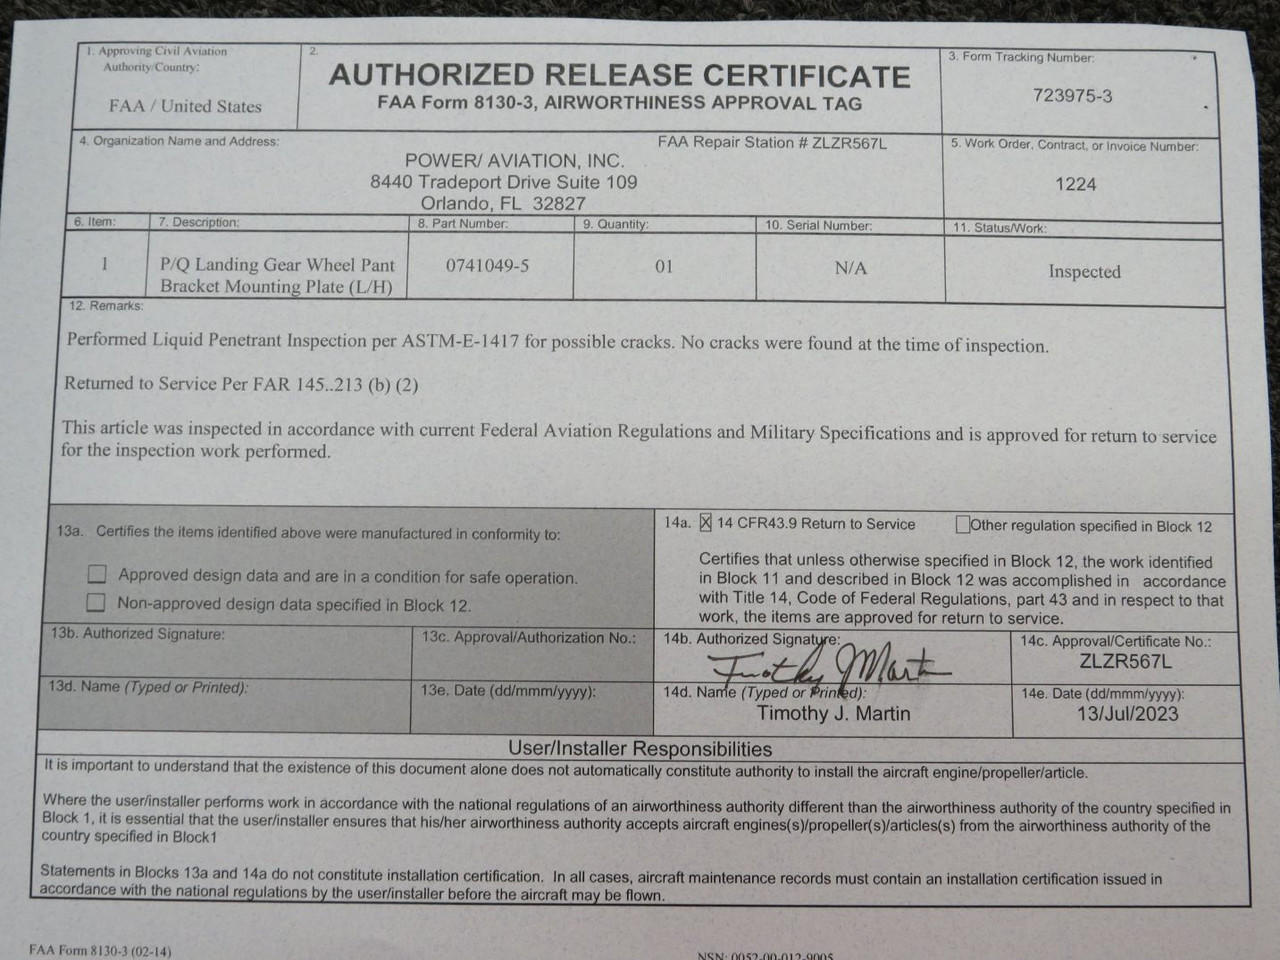 1. Approving Civil Aviation
Authority/Country:
FAA / United States
2.
AUTHORIZED RELEASE CERTIFICATE
FAA Form 8130-3, AIRWORTHINESS APPROVAL TAG
3. Form Tracking Number:
723975-3
4. Organization Name and Address:
FAA Repair Station # ZLZR567L
POWER/ AVIATION, INC.
8440 Tradeport Drive Suite 109
Orlando, FL 32827
5. Work Order, Contract, or Invoice Number:
1224
6. Item:
7. Description:
8. Part Number:
9. Quantity:
10. Serial Number:
11. Status/Work:
1
P/Q Landing Gear Wheel Pant
Bracket Mounting Plate (L/H)
0741049-5
01
N/A
Inspected
12. Remarks:
Performed Liquid Penetrant Inspection per ASTM-E-1417 for possible cracks. No cracks were found at the time of inspection.
Returned to Service Per FAR 145..213 (b) (2)
This article was inspected in accordance with current Federal Aviation Regulations and Military Specifications and is approved for return to service
for the inspection work performed.
13a. Certifies the items identified above were manufactured in conformity to:
Approved design data and are in a condition for safe operation.
Non-approved design data specified in Block 12.
14a. X 14 CFR43.9 Return to Service
Other regulation specified in Block 12
Certifies that unless otherwise specified in Block 12, the work identified
in Block 11 and described in Block 12 was accomplished in accordance
with Title 14, Code of Federal Regulations, part 43 and in respect to that
work, the items are approved for return to service.
13b. Authorized Signature:
13c. Approval/Authorization No.:
14b. Authorized Signature:
Timothy J Martin
14c. Approval/Certificate No.:
ZLZR567L
13d. Name (Typed or Printed):
13e. Date (dd/mmm/yyyy):
14d. Name (Typed or Printed):
Timothy J. Martin
14e. Date (dd/mmm/yyyy):
13/Jul/2023
User/Installer Responsibilities
It is important to understand that the existence of this document alone does not automatically constitute authority to install the aircraft engine/propeller/article.
Where the user/installer performs work in accordance with the national regulations of an airworthiness authority different than the airworthiness authority of the country specified in
Block 1, it is essential that the user/installer ensures that his/her airworthiness authority accepts aircraft engines(s)/propeller(s)/articles(s) from the airworthiness authority of the
country specified in Block1
Statements in Blocks 13a and 14a do not constitute installation certification. In all cases, aircraft maintenance records must contain an installation certification issued in
accordance with the national regulations by the user/installer before the aircraft may be flown.
FAA Form 8130-3 (02-14)
NSN: 0052-00-012-9005